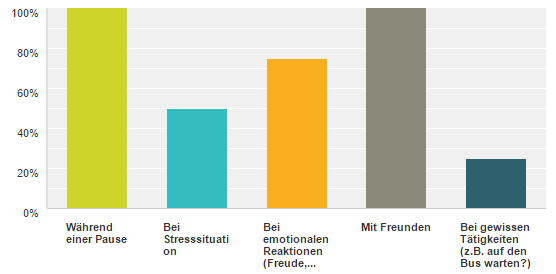 100%
80%
60%
40%
20%
0%
Während
einer Pause
Bei
Stresssituati
on
Bei
emotionalen
Reaktionen
(Freude,...
Mit Freunden
Bei gewissen
Tätigkeiten
(z.B. auf den
Bus warten?)